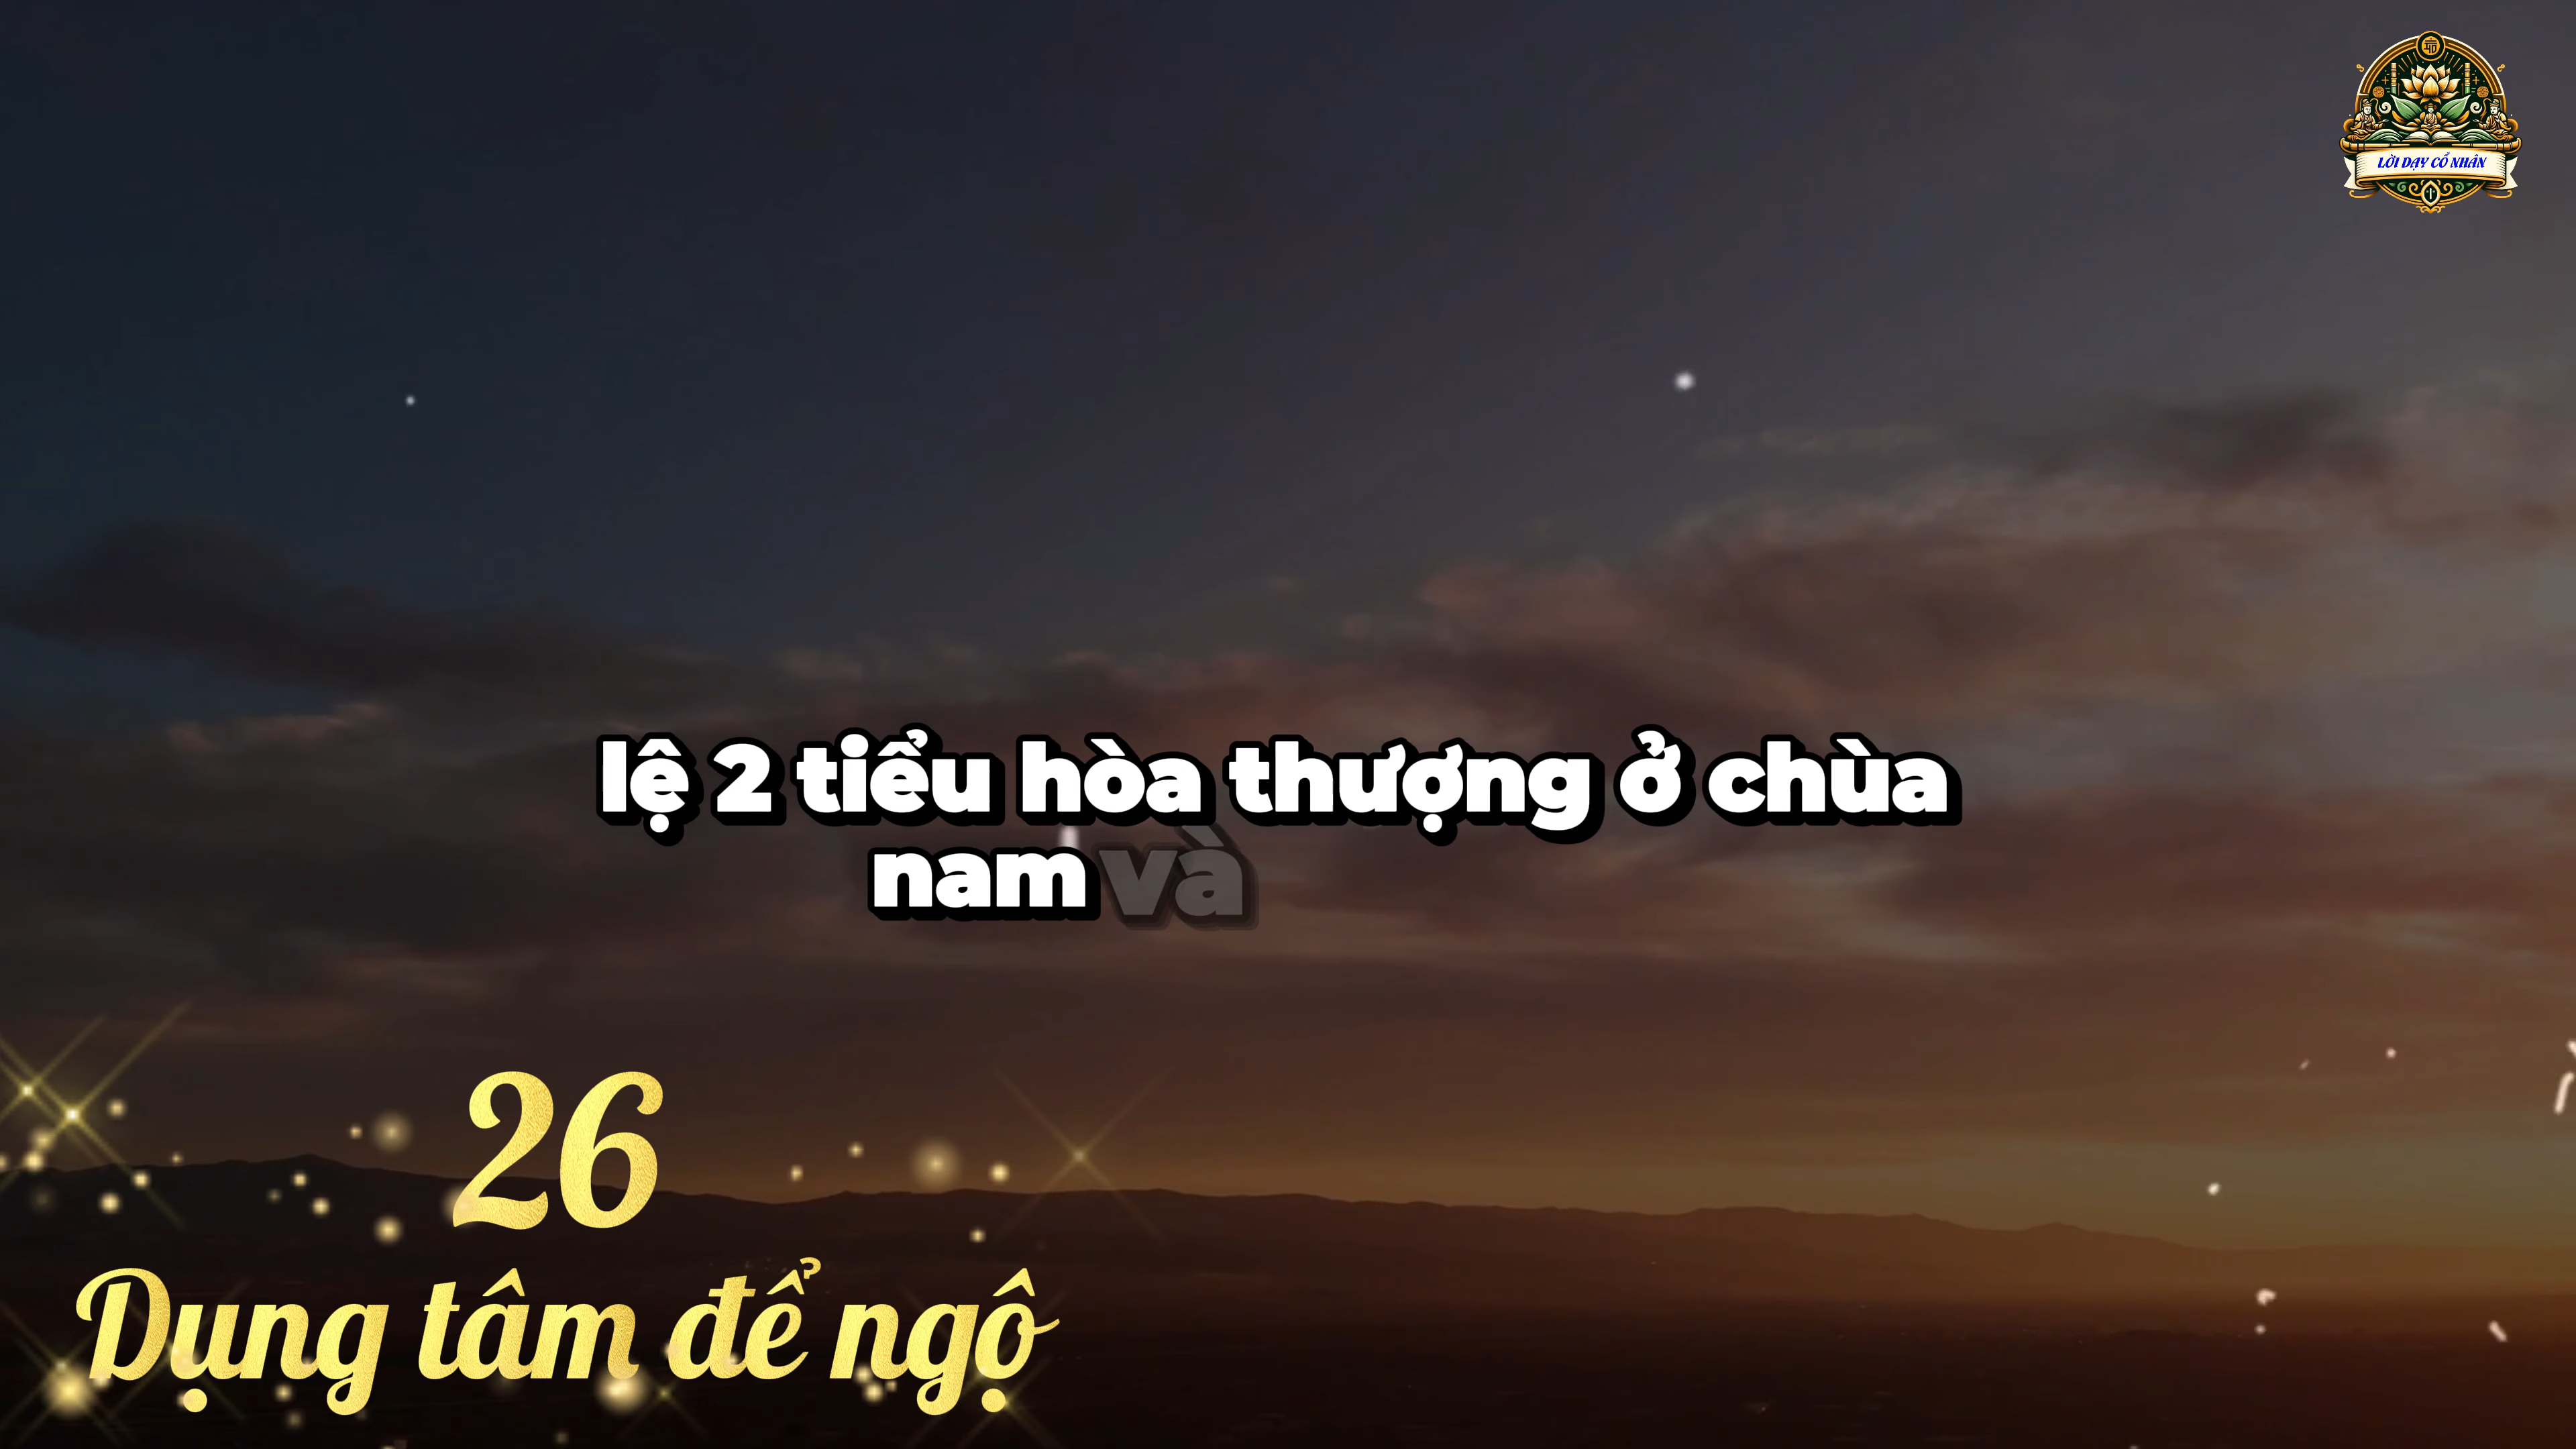 LỜI DẠY CỔ NHÂN
lệ 2 tiểu hòa thượng ở chùa
nam và
26
Dụng tâm để ngộ